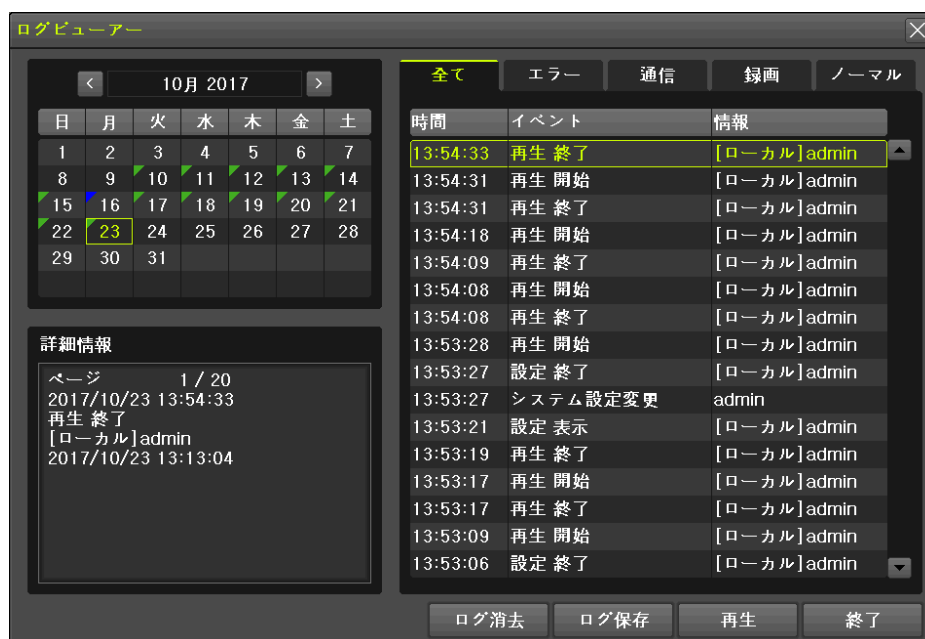 ログビューアー
10月 2017
日 月 火 水 木 金 土
1 2 3 4 5 6 7
8 9 10 11 12 13 14
15 16 17 18 19 20 21
22 23 24 25 26 27 28
29 30 31
詳細情報
ページ 1 / 20
2017/10/23 13:54:33
再生 終了
[ローカル]admin
2017/10/23 13:13:04
全て エラー 通信 録画 ノーマル
時間 イベント 情報
13:54:33 再生 終了 [ローカル]admin
13:54:31 再生 開始 [ローカル]admin
13:54:31 再生 終了 [ローカル]admin
13:54:18 再生 開始 [ローカル]admin
13:54:09 再生 終了 [ローカル]admin
13:54:08 再生 開始 [ローカル]admin
13:54:08 再生 終了 [ローカル]admin
13:53:28 再生 開始 [ローカル]admin
13:53:27 設定 終了 [ローカル]admin
13:53:27 システム設定変更 admin
13:53:21 設定 表示 [ローカル]admin
13:53:19 再生 終了 [ローカル]admin
13:53:17 再生 開始 [ローカル]admin
13:53:17 再生 終了 [ローカル]admin
13:53:09 再生 開始 [ローカル]admin
13:53:06 設定 終了 [ローカル]admin
ログ消去 ログ保存 再生 終了